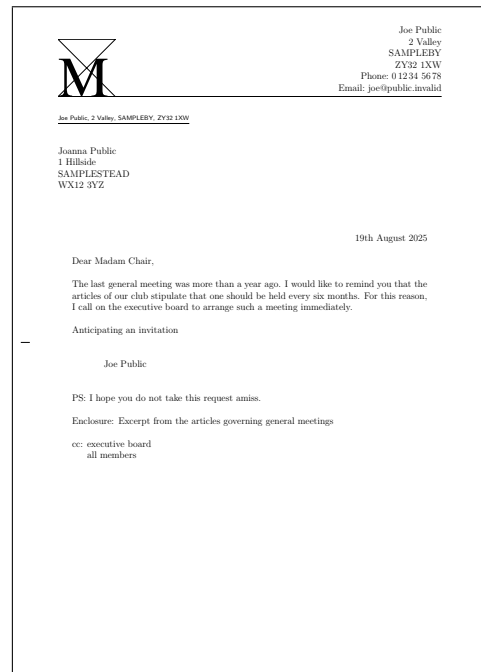 Joe Public
2 Valley
SAMPLEBY
ZY32 1XW
Phone: 0 12 34 56 78
Email: joe@public.invalid
M
Joe Public, 2 Valley, SAMPLEBY, ZY32 1XW
Joanna Public
1 Hillside
SAMPLESTEAD
WX12 3YZ
19th August 2025
Dear Madam Chair,
The last general meeting was more than a year ago. I would like to remind you that the
articles of our club stipulate that one should be held every six months. For this reason,
I call on the executive board to arrange such a meeting immediately.
Anticipating an invitation
Joe Public
PS: I hope you do not take this request amiss.
Enclosure: Excerpt from the articles governing general meetings
cc: executive board
all members